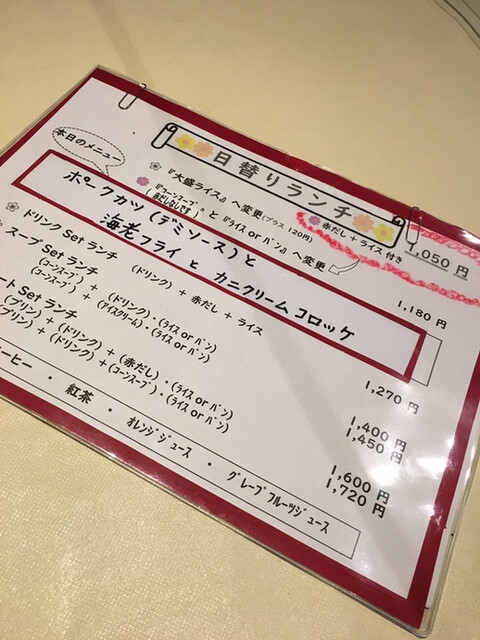 日替りランチ
本日のメニュー
『大盛ライス』へ変更(プラス120円)
赤だし + ライス付き
,050 円
『コーンスープ』と『ライス or パン』へ変更
(赤だしなしです)
1,180 円
ポークカツ(デミソース)と
海老フライ と カニクリームコロッケ
ドリンク Set ランチ
(ドリンク) + 赤だし + ライス
1,270 円
スープ Set ランチ
(コーンスープ) + (ドリンク)・(ライス or パン)
1,400 円
(コーンスープ) + (アイスクリーム)・(ライス or パン)
1,450 円
ート Set ランチ
プリン) + (ドリンク) + (赤だし)・(ライス or パン)
1,600 円
プリン) + (ドリンク) + (コーンスープ)・(ライス or パン)
1,720 円
ーヒー ・ 紅茶 ・ オレンジジュース ・ グレープフルーツジュース